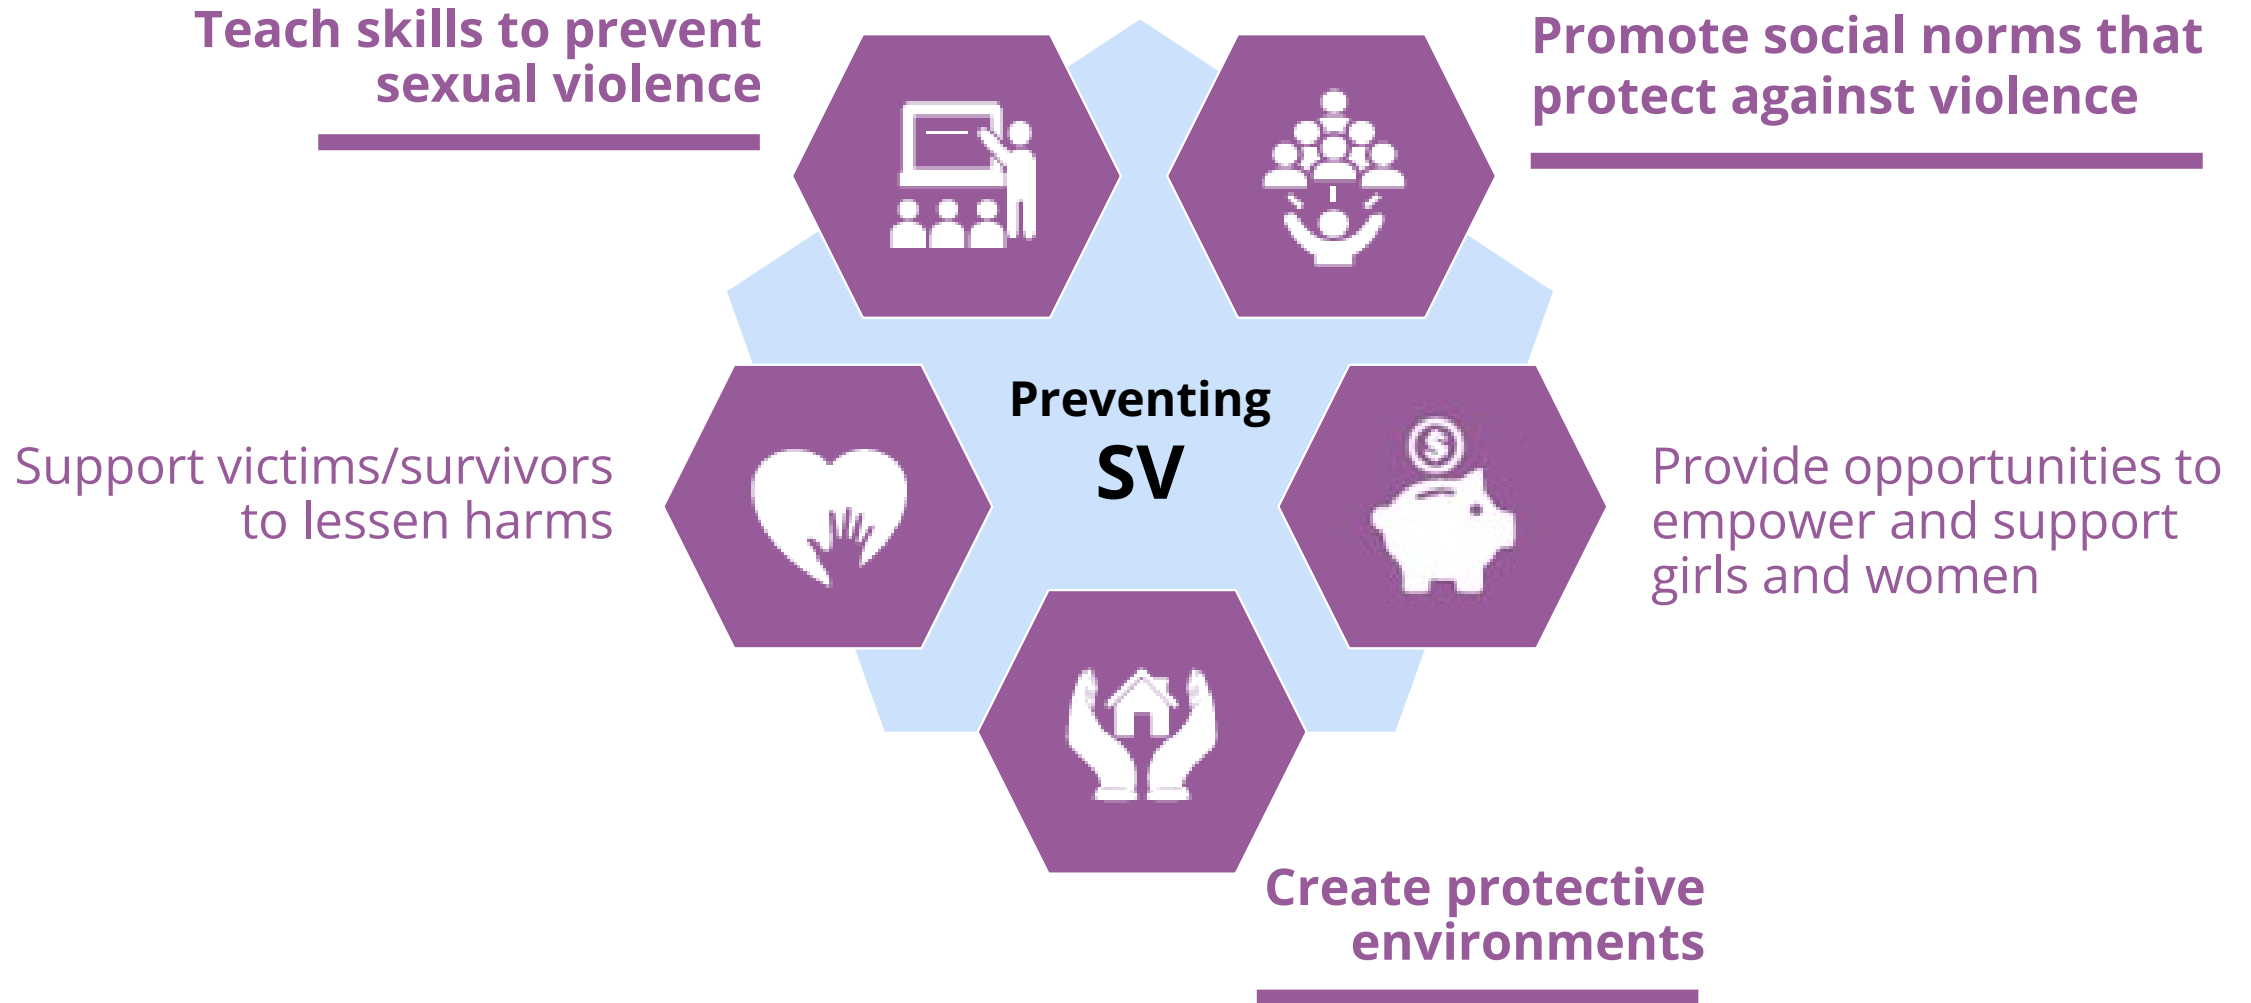 Teach skills to prevent
sexual violence
Promote social norms that
protect against violence
Preventing
SV
Support victims/survivors
to lessen harms
$
Provide opportunities to
empower and support
girls and women
Create protective
environments